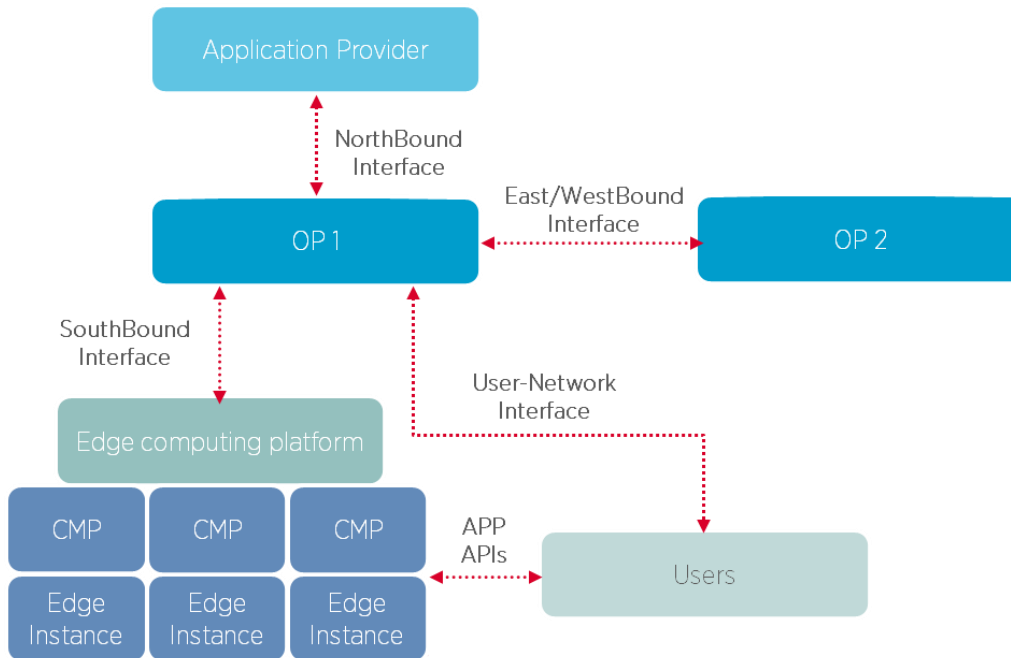 Application Provider
NorthBound
Interface
East/WestBound
Interface
OP 1
OP 2
SouthBound
Interface
User-Network
Interface
Edge computing platform
CMP
CMP
CMP
APP
APIs
Users
Edge
Instance
Edge
Instance
Edge
Instance